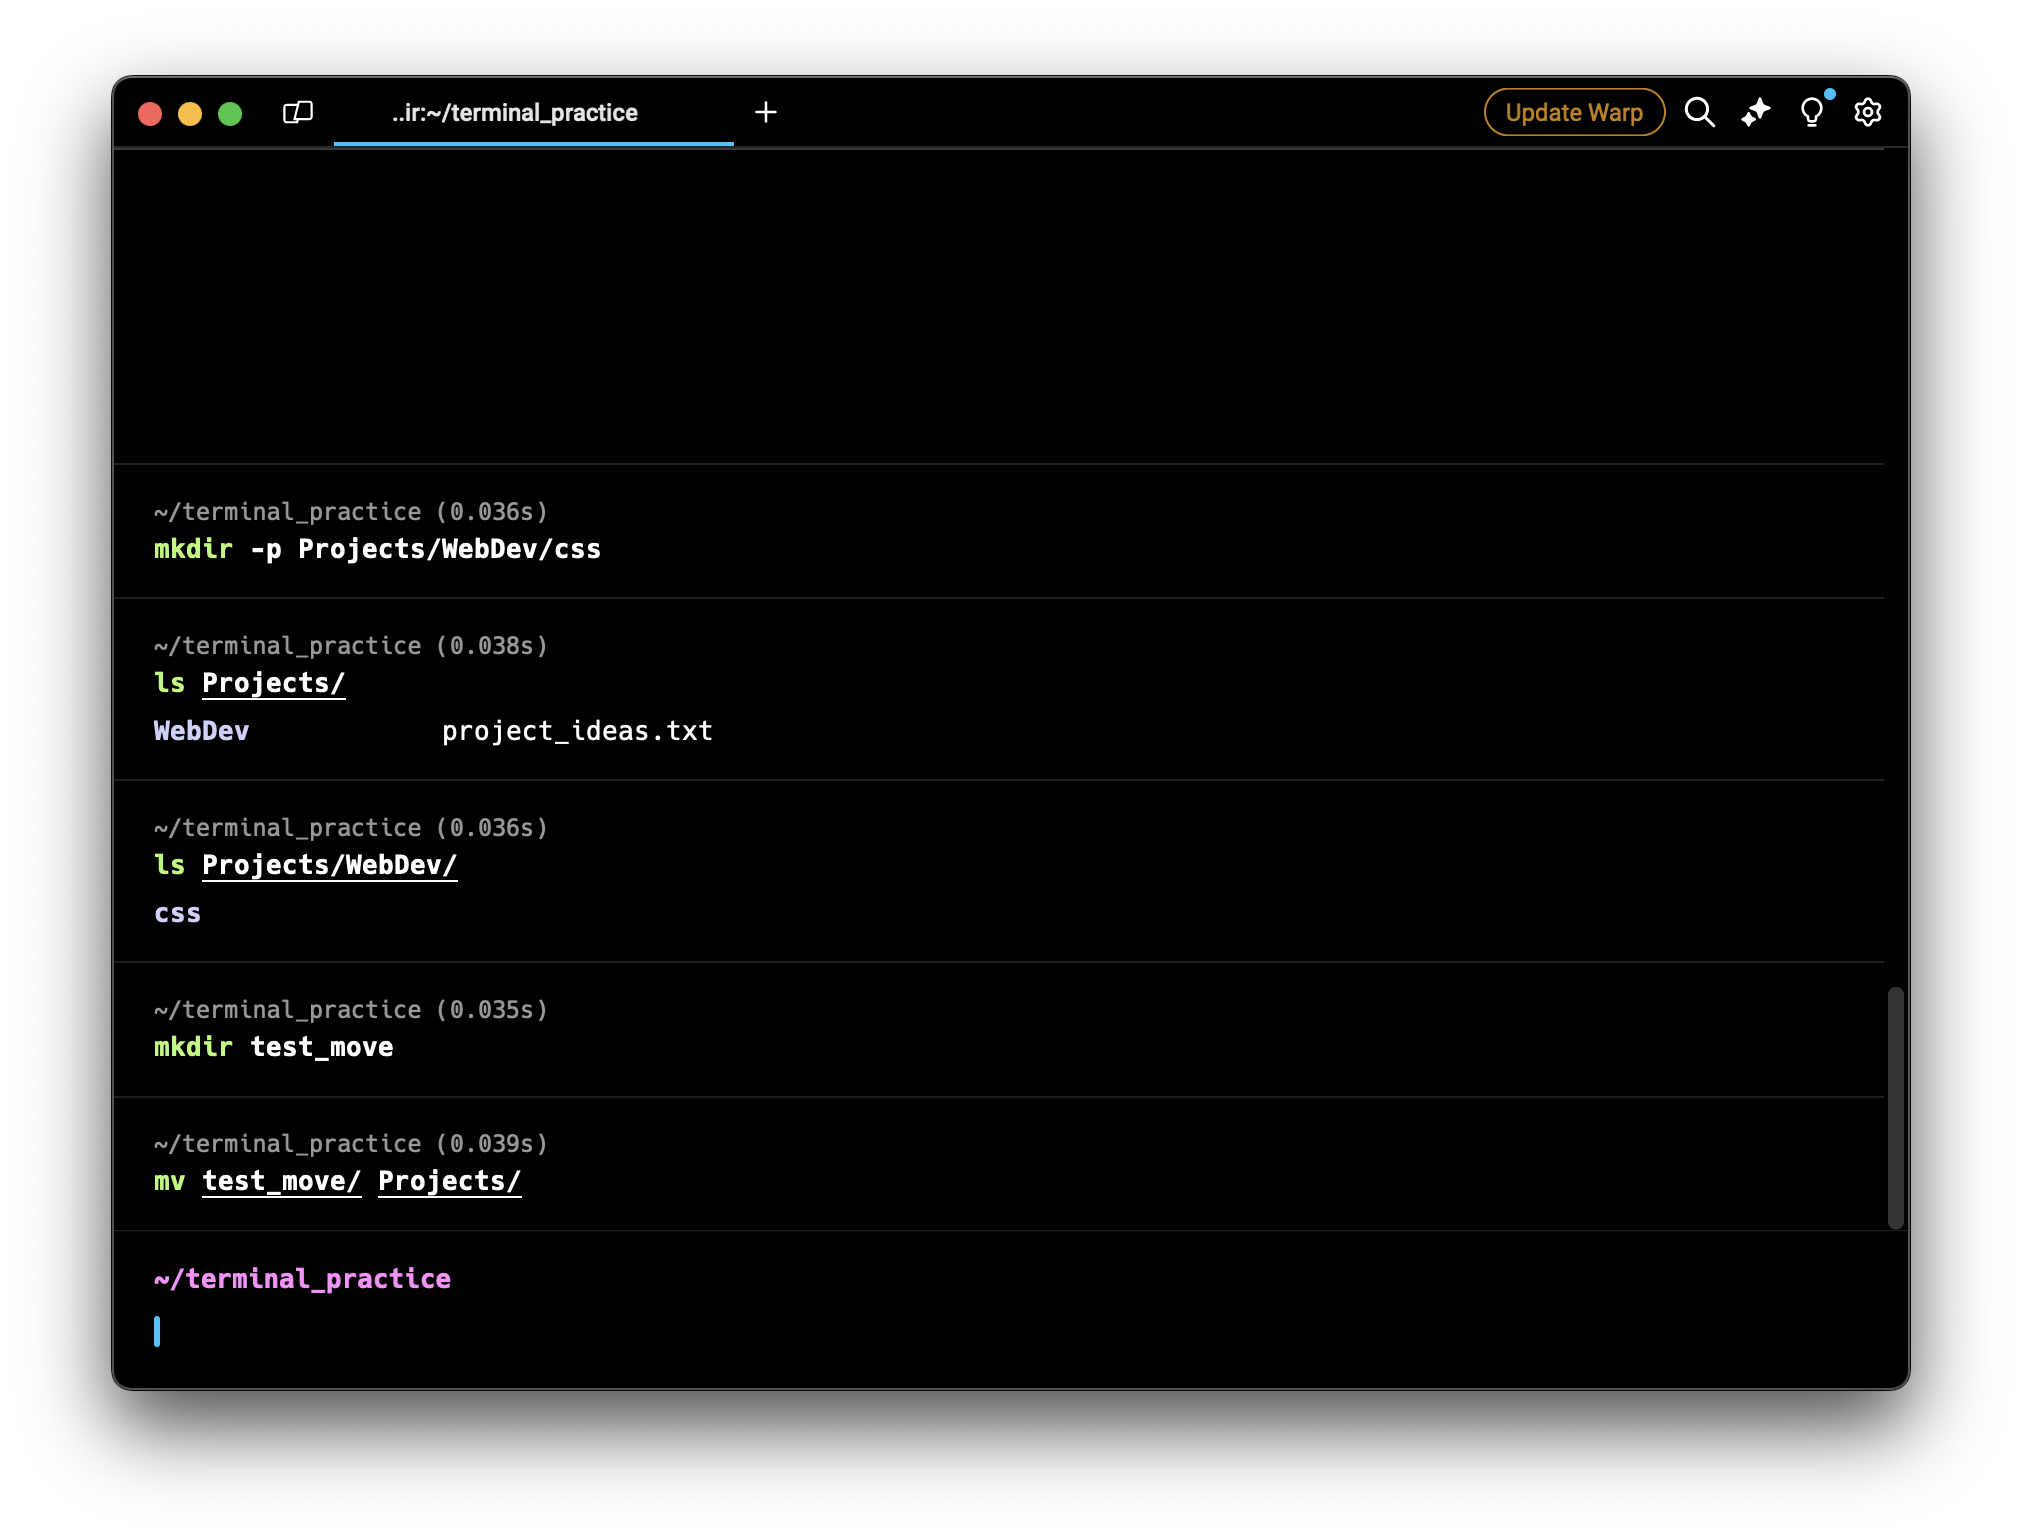 ..ir:~/terminal_practice
Update Warp
~/terminal_practice (0.036s)
mkdir -p Projects/WebDev/css
~/terminal_practice (0.038s)
ls Projects/
WebDev project_ideas.txt
~/terminal_practice (0.036s)
ls Projects/WebDev/
css
~/terminal_practice (0.035s)
mkdir test_move
~/terminal_practice (0.039s)
mv test_move/ Projects/
~/terminal_practice